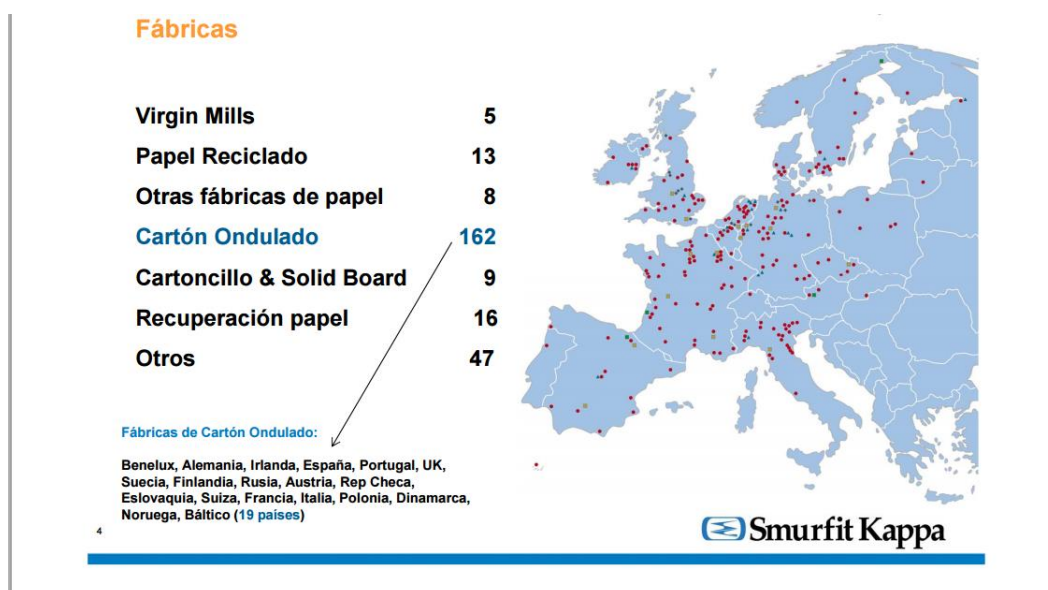 Fábricas
Virgin Mills 5
Papel Reciclado 13
Otras fábricas de papel 8
Cartón Ondulado 162
Cartoncillo & Solid Board 9
Recuperación papel 16
Otros 47
Fábricas de Cartón Ondulado:
Benelux, Alemania, Irlanda, España, Portugal, UK,
Suecia, Finlandia, Rusia, Austria, Rep Checa,
Eslovaquia, Suiza, Francia, Italia, Polonia, Dinamarca,
Noruega, Báltico (19 paises)
4
Smurfit Kappa